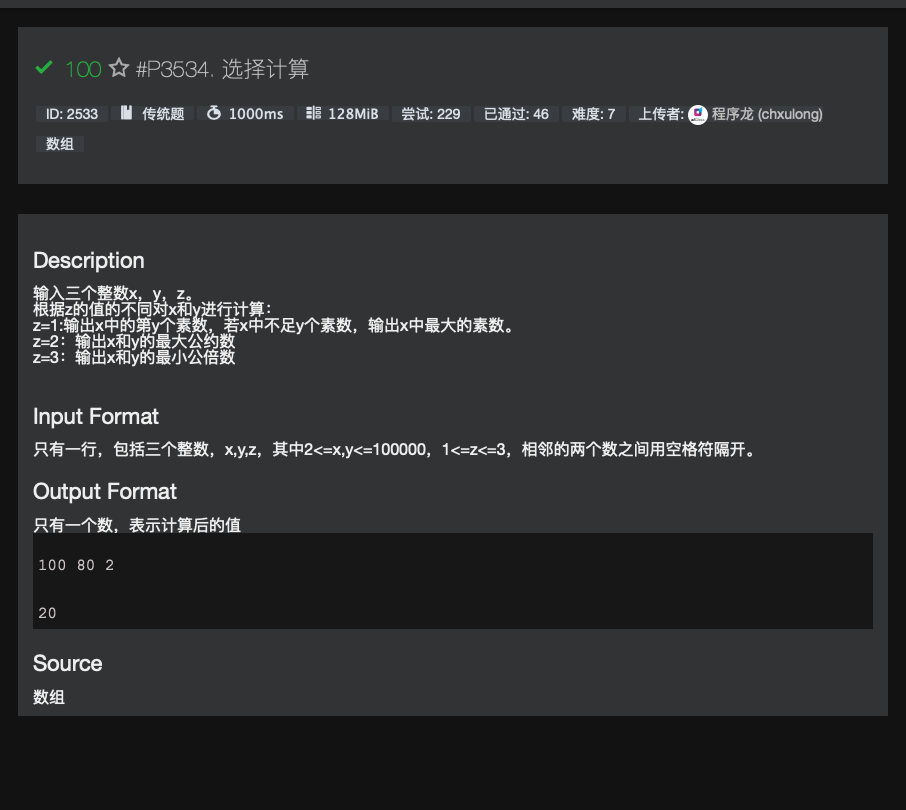 100 #P3534. 选择计算
ID: 2533 传统题 1000ms 128MiB 尝试: 229 已通过: 46 难度: 7 上传者: 程序龙 (chxulong)
数组
Description
输入三个整数x，y，z。
根据z的值的不同对x和y进行计算：
z=1:输出x中的第y个素数，若x中不足y个素数，输出x中最大的素数。
z=2：输出x和y的最大公约数
z=3：输出x和y的最小公倍数
Input Format
只有一行，包括三个整数，x,y,z，其中2<=x,y<=100000，1<=z<=3，相邻的两个数之间用空格符隔开。
Output Format
只有一个数，表示计算后的值
100 80 2
20
Source
数组